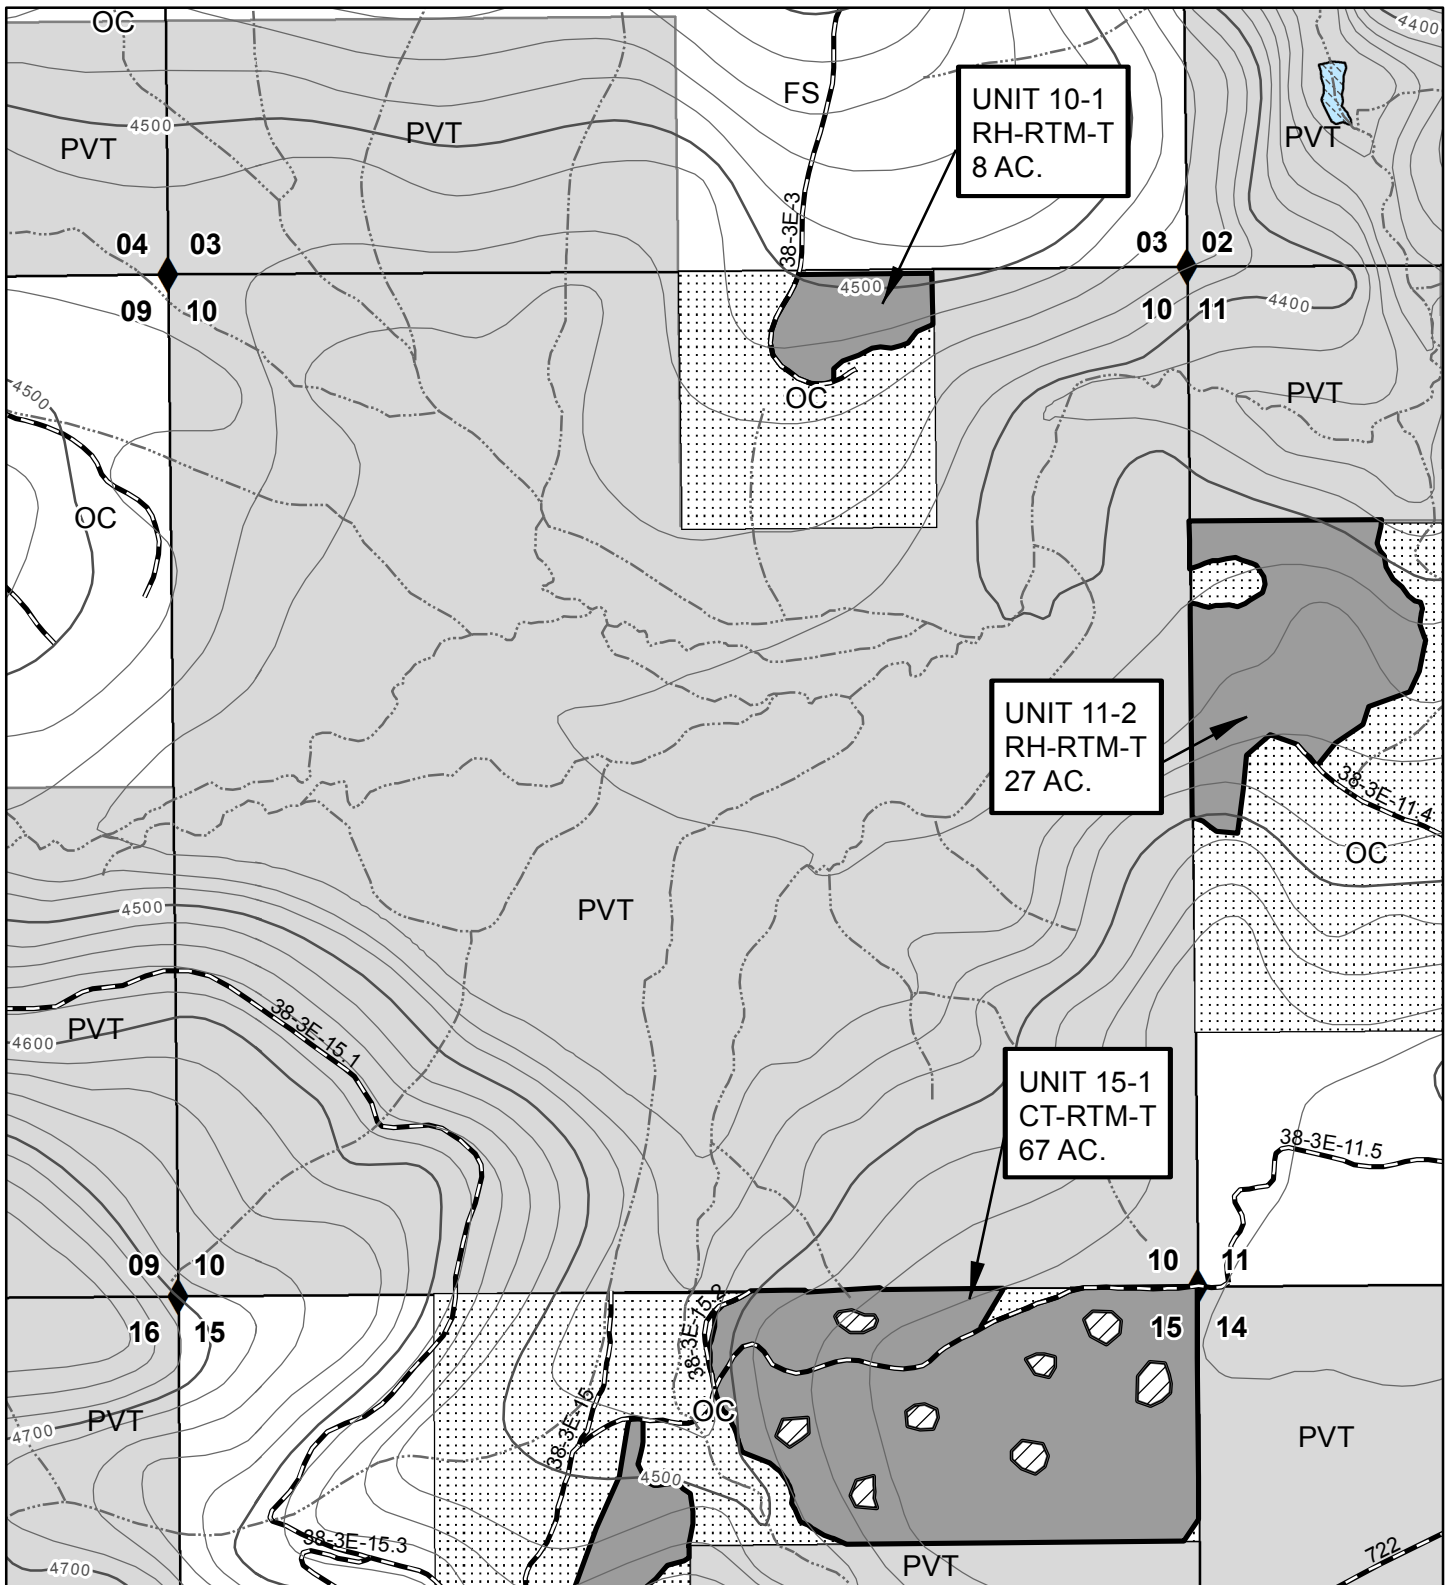 OC
4400
FS
UNIT 10-1
RH-RTM-T
8 AC.
4500
PVT
PVT
PVT
38-3E-3
04 03
03 02
09 10
4500
10 11
4400
4500
OC
PVT
OC
UNIT 11-2
RH-RTM-T
27 AC.
38-3E-11.4
OC
4500
PVT
38-3E-15.1
PVT
4600
UNIT 15-1
CT-RTM-T
67 AC.
38-3E-11.5
09 10
10 11
16 15
38-3E-15.2
15 14
38-3E-15
OC
PVT
4700
PVT
4500
38-3E-15.3
4700
PVT
722